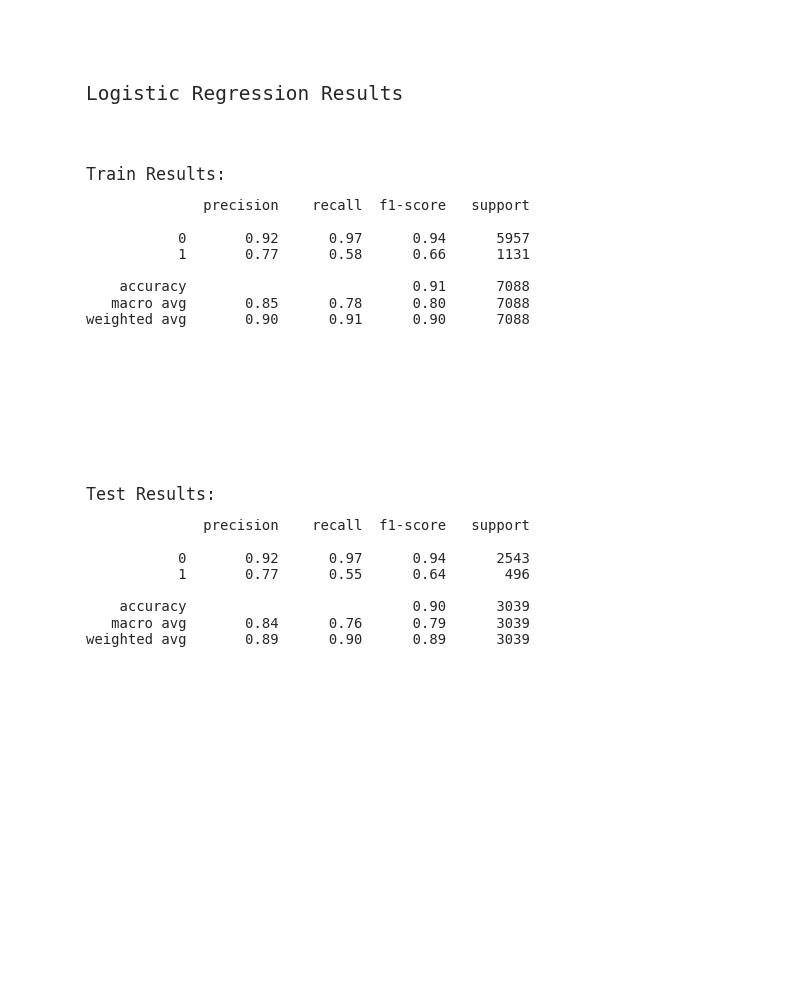 Logistic Regression Results
Train Results:
precision recall f1-score support
0 0.92 0.97 0.94 5957
1 0.77 0.58 0.66 1131
accuracy 0.91 7088
macro avg 0.85 0.78 0.80 7088
weighted avg 0.90 0.91 0.90 7088
Test Results:
precision recall f1-score support
0 0.92 0.97 0.94 2543
1 0.77 0.55 0.64 496
accuracy 0.90 3039
macro avg 0.84 0.76 0.79 3039
weighted avg 0.89 0.90 0.89 3039